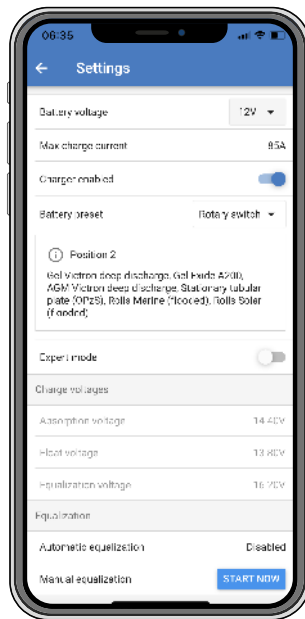 06:35
Settings
Battery voltage 12V
Max charge current 85A
Charger enabled
Battery preset Rotary switch
Position 2
Gel Victron deep discharge, Gel Exide A200,
AGM Victron deep discharge, Stationary tubular
plate (OPzS), Rolls Marine (flooded), Rolls Solar
(flooded)
Expert mode
Charge voltages
Absorption voltage 14.40V
Float voltage 13.80V
Equalization voltage 16.20V
Equalization
Automatic equalization Disabled
Manual equalization START NOW